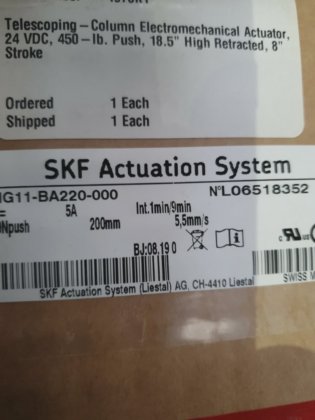 Telescoping – Column Electromechanical Actuator,
24 VDC, 450 – lb. Push, 18.5" High Retracted, 8"
Stroke
Ordered 1 Each
Shipped 1 Each
SKF Actuation System
G11-BA220-000 N°L06518352
= 5A Int.1min/9min
Npush 200mm 5,5mm/s
BJ:08.19 0
SKF Actuation System (Liestal) AG, CH-4410 Liestal
SWISS M